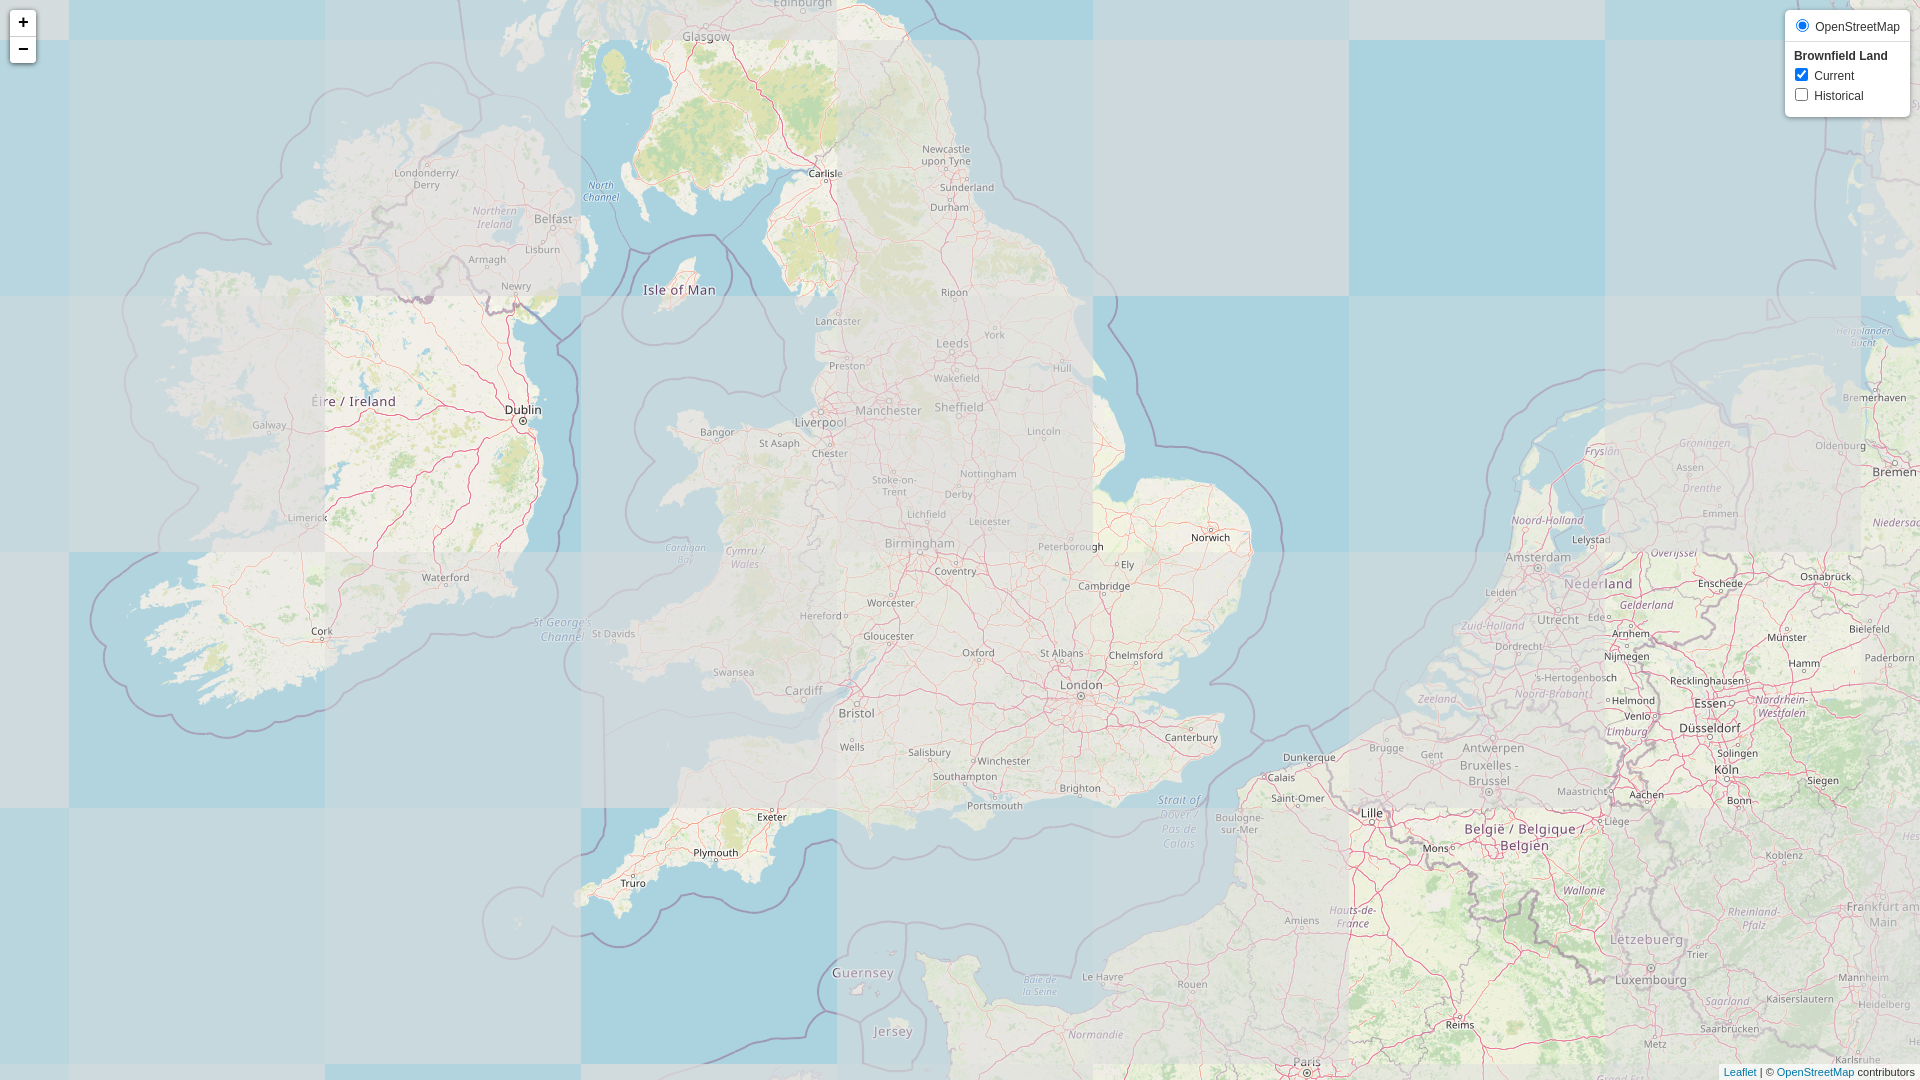 +
−
OpenStreetMap
Brownfield Land
Current
Historical
Edinburgh
Glasgow
Londonderry/
Derry
North
Channel
Carlisle
Newcastle
upon Tyne
Sunderland
Durham
Northern
Ireland
Belfast
Lisburn
Armagh
Newry
Isle of Man
Ripon
Lancaster
York
Leeds
Preston
Hull
Wakefield
Helgoländer
Bucht
Éire / Ireland
Dublin
Galway
Liverpool
Manchester
Sheffield
Bremerhaven
Bangor
St Asaph
Chester
Lincoln
Groningen
Oldenburg
Fryslân
Assen
Bremen
Stoke-on-
Trent
Nottingham
Derby
Drenthe
Limerick
Lichfield
Leicester
Emmen
Noord-Holland
Niedersac
Birmingham
Peterborough
Norwich
Lelystad
Cardigan
Bay
Cymru /
Wales
Coventry
Ely
Amsterdam
Overijssel
Waterford
Cambridge
Nederland
Enschede
Osnabrück
Worcester
Leiden
Gelderland
Hereford
Utrecht
Ede
St George's
Channel
Cork
St Davids
Gloucester
Zuid-Holland
Arnhem
Münster
Bielefeld
Oxford
St Albans
Chelmsford
Dordrecht
Nijmegen
Hamm
Paderborn
Swansea
London
's-Hertogenbosch
Recklinghausen
Cardiff
Zeeland
Noord-Brabant
Helmond
Essen
Nordrhein-
Westfalen
Bristol
Venlo
Canterbury
Limburg
Düsseldorf
Wells
Salisbury
Winchester
Dunkerque
Brugge
Gent
Antwerpen
Solingen
Southampton
Calais
Bruxelles -
Brussel
Köln
Siegen
Brighton
Saint-Omer
Maastricht
Aachen
Bonn
Portsmouth
Strait of
Dover /
Pas de
Calais
Exeter
Boulogne-
sur-Mer
Lille
België / Belgique /
Belgien
Liège
Plymouth
Mons
Koblenz
Truro
Wallonie
Hauts-de-
France
Rheinland-
Pfalz
Frankfurt am
Main
Amiens
Lëtzebuerg
Trier
Guernsey
Baie de
la Seine
Le Havre
Rouen
Luxembourg
Mannheim
Saarland
Kaiserslautern
Heidelberg
Jersey
Normandie
Reims
Saarbrücken
Metz
Paris
Karlsruhe
Grand Est
Leaflet | © OpenStreetMap contributors